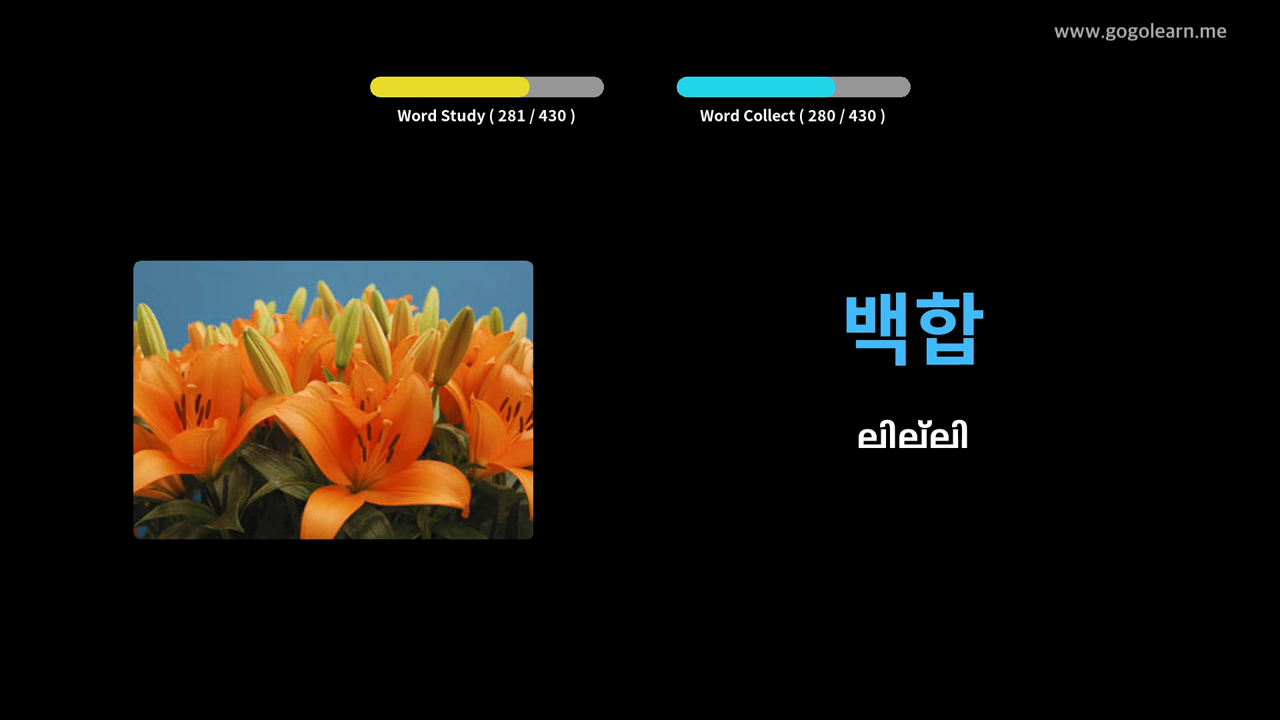 www.gogolearn.me
Word Study ( 281 / 430 )
Word Collect ( 280 / 430 )
백합
ലില്ലി